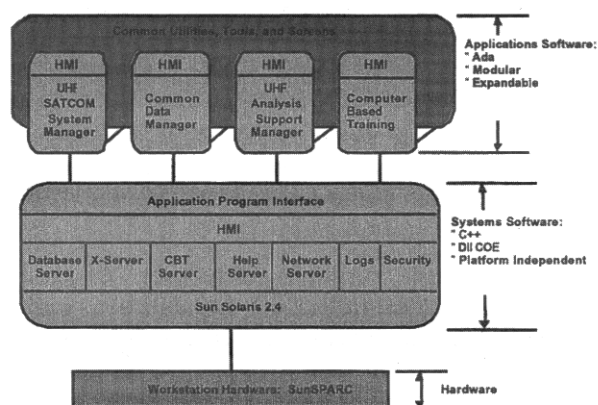 Common Utilities, Tools, and Screens
HMI
UHF
SATCOM
System
Manager
HMI
Common
Data
Manager
HMI
UHF
Analysis
Support
Manager
HMI
Computer
Based
Training
Applications Software:
* Ada
* Modular
* Expandable
Application Program Interface
HMI
Database
Server
X-Server
CBT
Server
Help
Server
Network
Server
Logs
Security
Sun Solaris 2.4
Systems Software:
* C++
* DII COE
* Platform Independent
Workstation Hardware: SunSPARC
Hardware